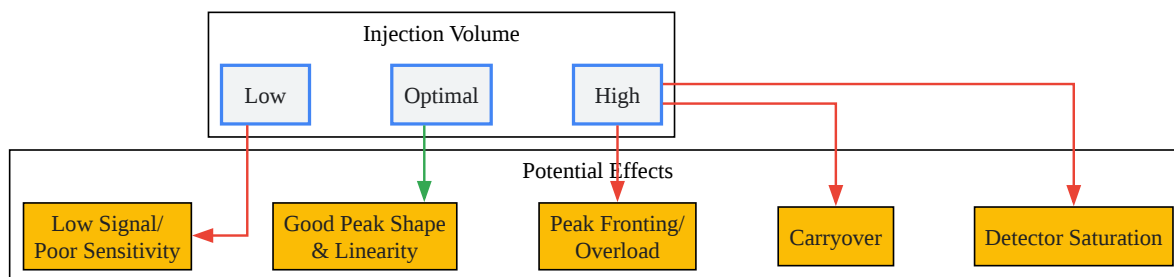 Injection Volume
Low
Optimal
High
Potential Effects
Low Signal/
Poor Sensitivity
Good Peak Shape
& Linearity
Peak Fronting/
Overload
Carryover
Detector Saturation